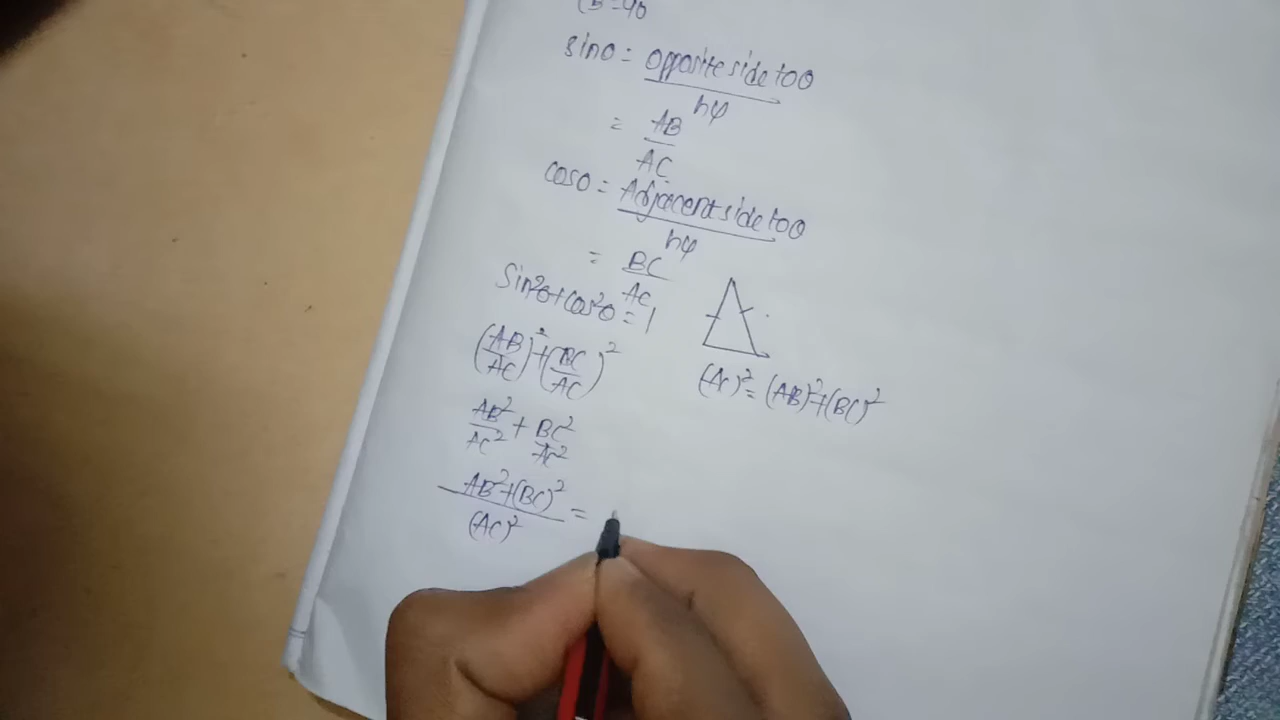 sinθ = opposite side to θ
hyp
= AB
AC
cosθ = Adjacent side to θ
hyp
= BC
AC
Sin²θ+cos²θ = 1
(AB/AC)²+(BC/AC)²
(AC)² = (AB)²+(BC)²
AB²/AC² + BC²/AC²
AB²+(BC)² =
(AC)²